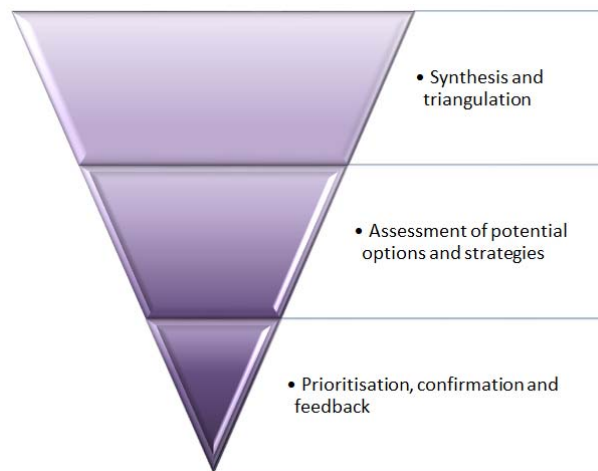 • Synthesis and
triangulation
• Assessment of potential
options and strategies
• Prioritisation, confirmation and
feedback